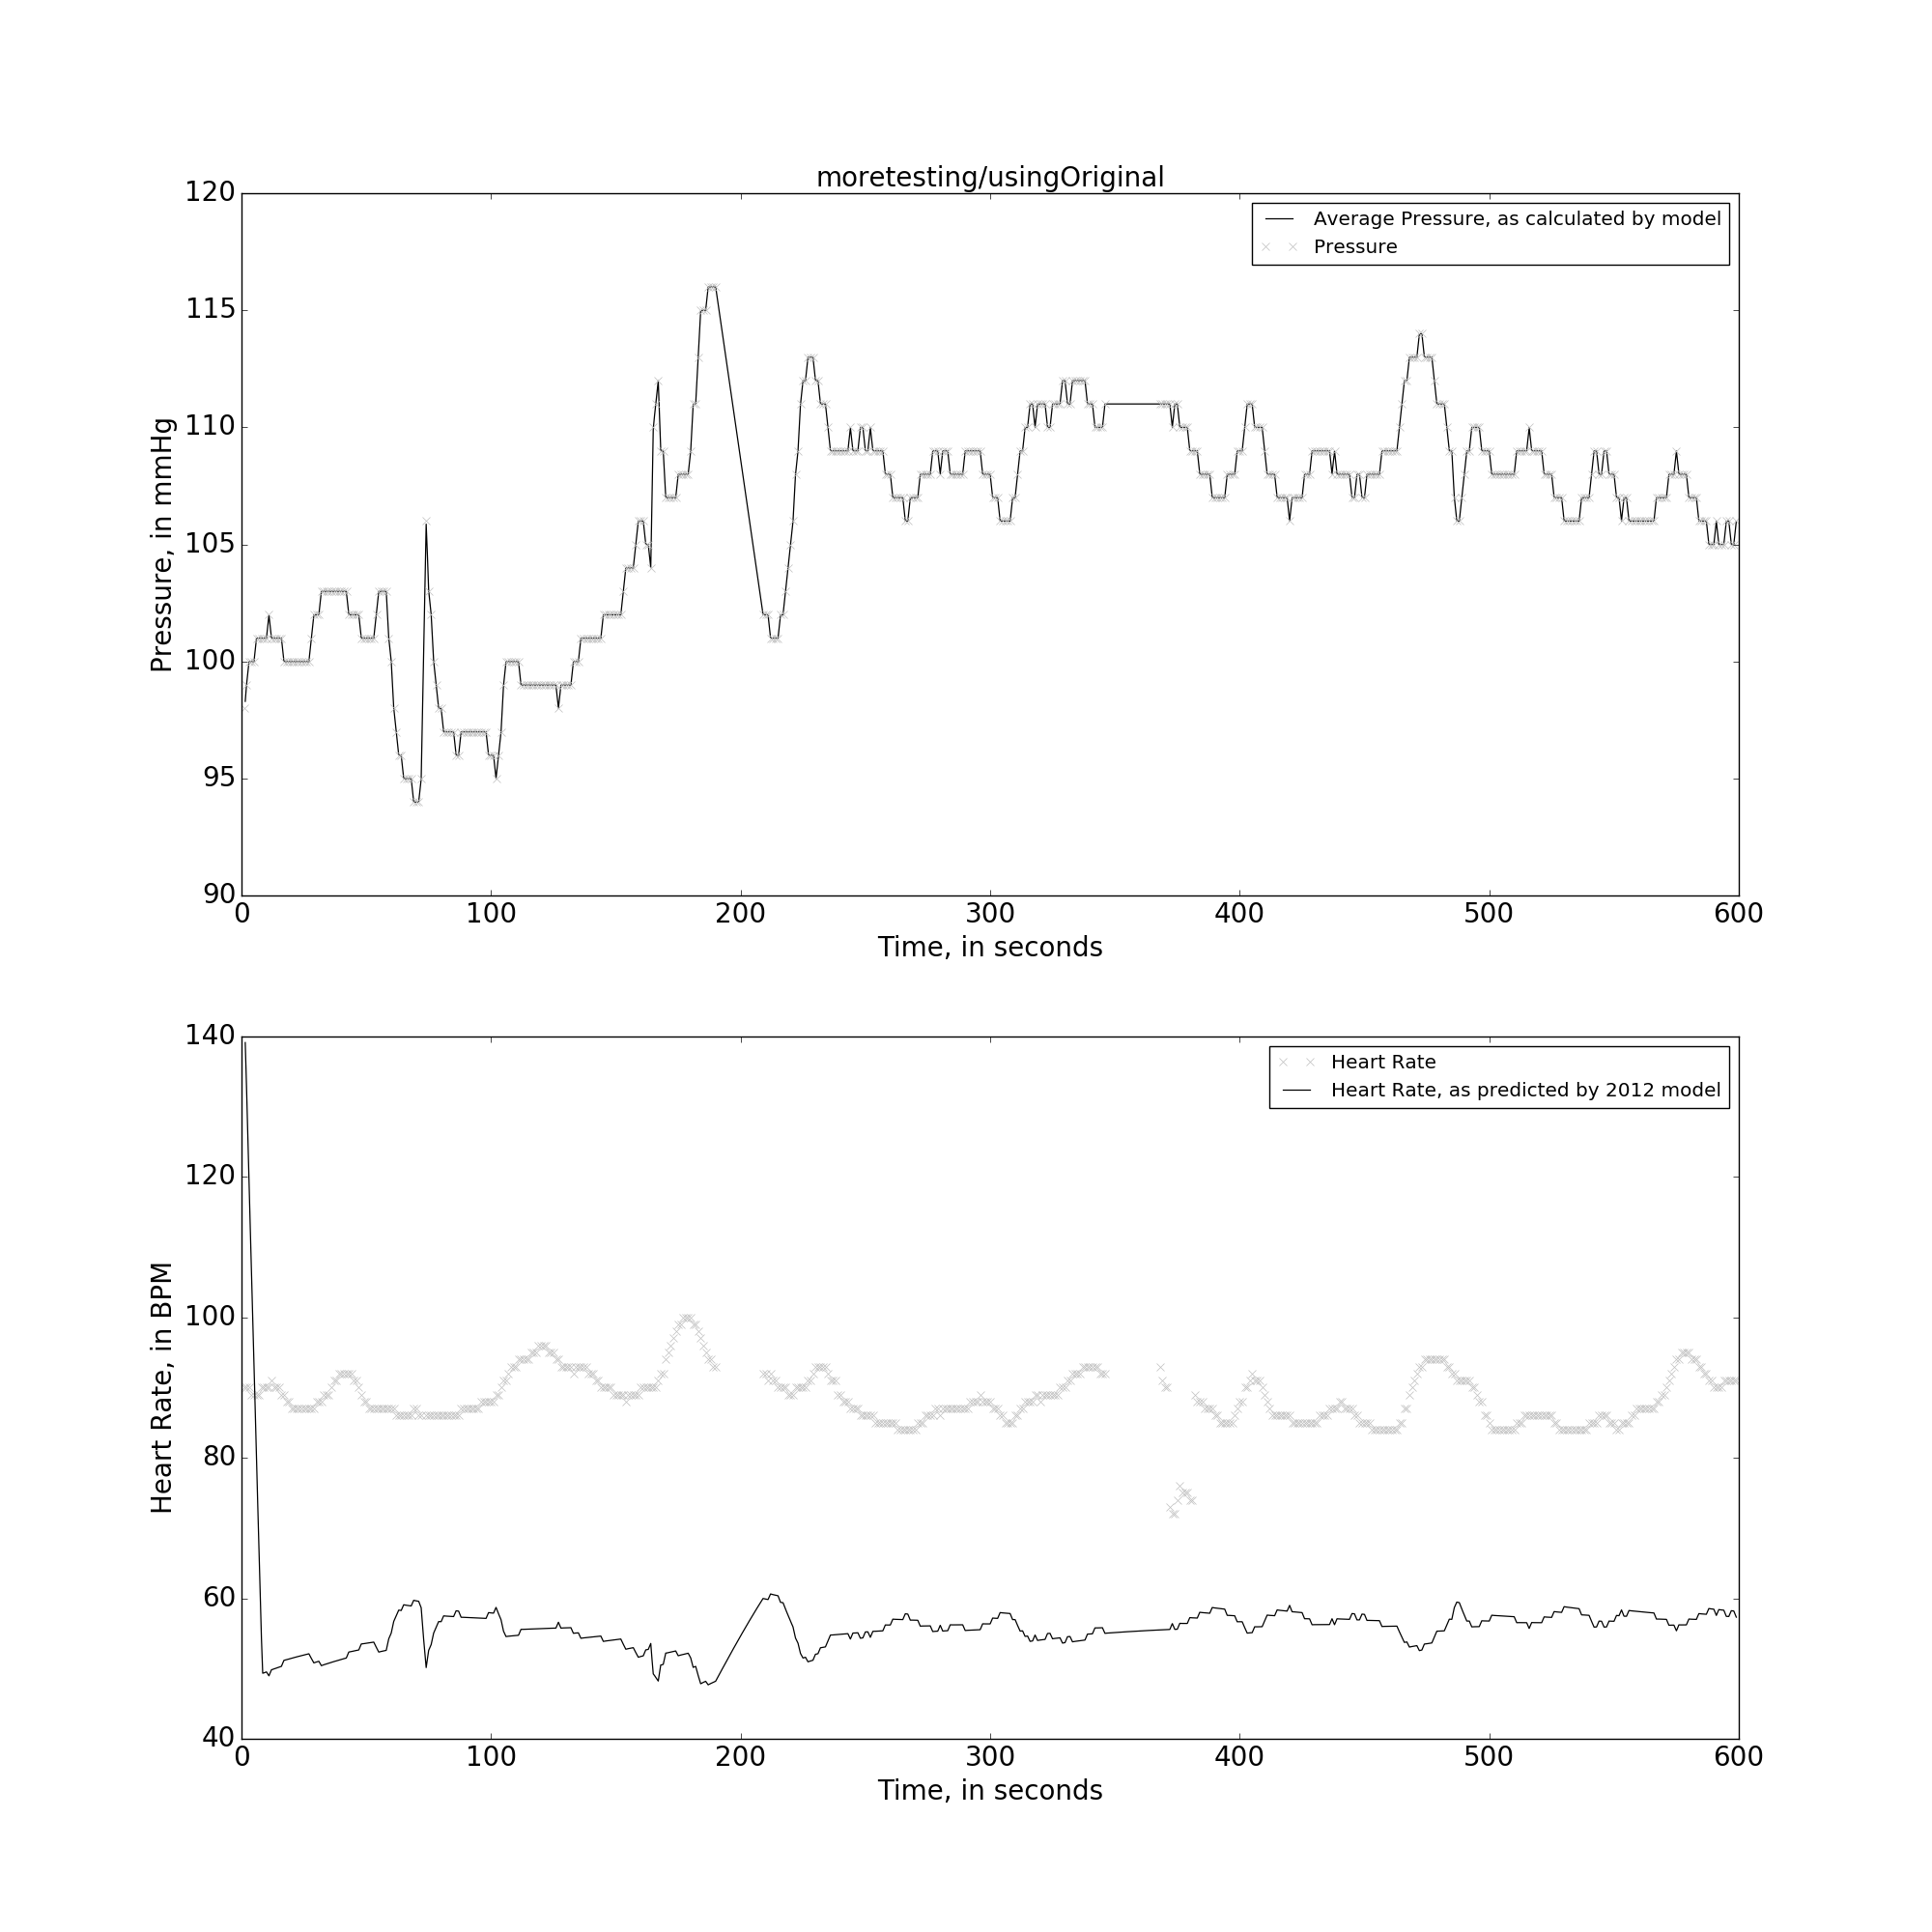 moretesting/usingOriginal
120
115
110
105
100
95
90
Pressure, in mmHg
Average Pressure, as calculated by model
Pressure
0 100 200 300 400 500 600
Time, in seconds
140
120
100
80
60
40
Heart Rate, in BPM
Heart Rate
Heart Rate, as predicted by 2012 model
0 100 200 300 400 500 600
Time, in seconds